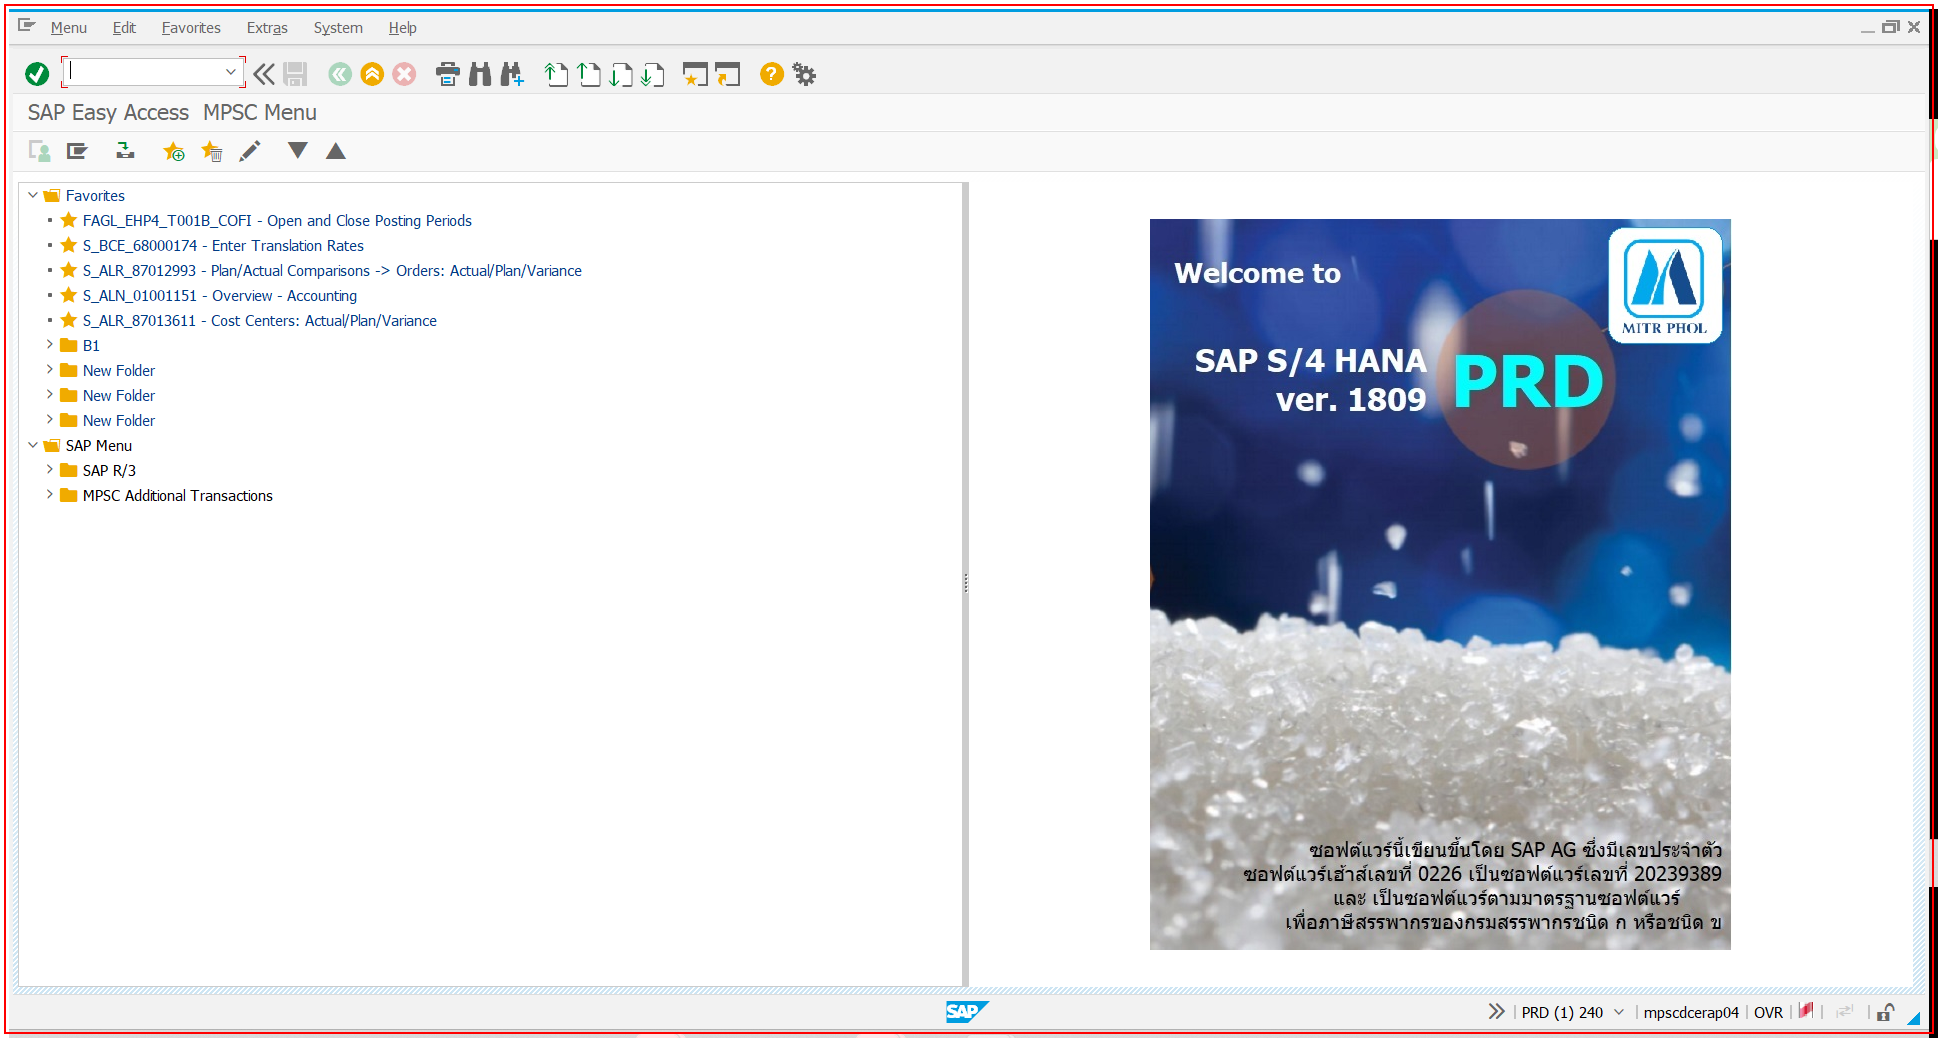 Menu Edit Favorites Extras System Help
SAP Easy Access MPSC Menu
Favorites
FAGL_EHP4_T001B_COFI - Open and Close Posting Periods
S_BCE_68000174 - Enter Translation Rates
S_ALR_87012993 - Plan/Actual Comparisons -> Orders: Actual/Plan/Variance
S_ALN_01001151 - Overview - Accounting
S_ALR_87013611 - Cost Centers: Actual/Plan/Variance
B1
New Folder
New Folder
New Folder
SAP Menu
SAP R/3
MPSC Additional Transactions
Welcome to
MITR PHOL
SAP S/4 HANA
ver. 1809
PRD
ซอฟต์แวร์นี้เขียนขึ้นโดย SAP AG ซึ่งมีเลขประจำตัว
ซอฟต์แวร์เฮ้าส์เลขที่ 0226 เป็นซอฟต์แวร์เลขที่ 20239389
และ เป็นซอฟต์แวร์ตามมาตรฐานซอฟต์แวร์
เพื่อภาษีสรรพากรของกรมสรรพากรชนิด ก หรือชนิด ข
SAP
PRD (1) 240 mpscdcerap04 OVR